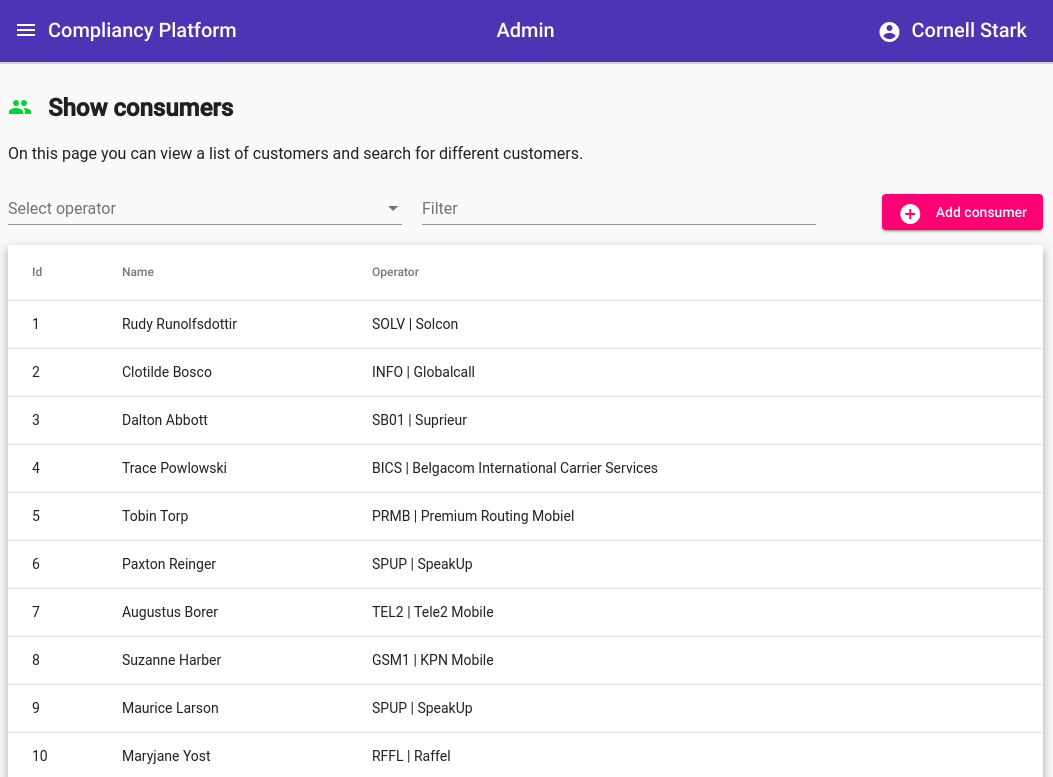 Compliancy Platform Admin Cornell Stark
Show consumers
On this page you can view a list of customers and search for different customers.
Select operator Filter Add consumer
Id Name Operator
1 Rudy Runolfsdottir SOLV | Solcon
2 Clotilde Bosco INFO | Globalcall
3 Dalton Abbott SB01 | Suprieur
4 Trace Powlowski BICS | Belgacom International Carrier Services
5 Tobin Torp PRMB | Premium Routing Mobiel
6 Paxton Reinger SPUP | SpeakUp
7 Augustus Borer TEL2 | Tele2 Mobile
8 Suzanne Harber GSM1 | KPN Mobile
9 Maurice Larson SPUP | SpeakUp
10 Maryjane Yost RFFL | Raffel